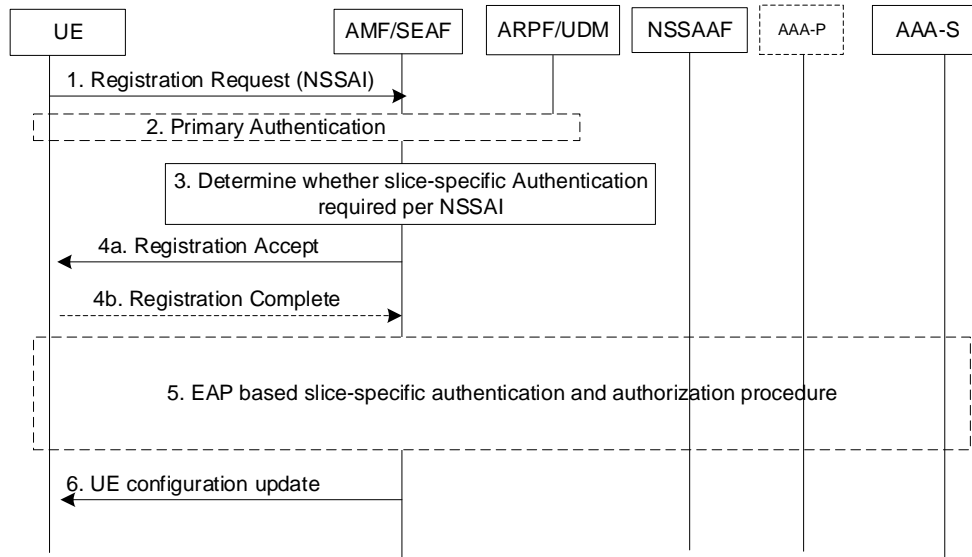 UE
AMF/SEAF
ARPF/UDM
NSSAAF
AAA-P
AAA-S
1. Registration Request (NSSAI)
2. Primary Authentication
3. Determine whether slice-specific Authentication
required per NSSAI
4a. Registration Accept
4b. Registration Complete
5. EAP based slice-specific authentication and authorization procedure
6. UE configuration update